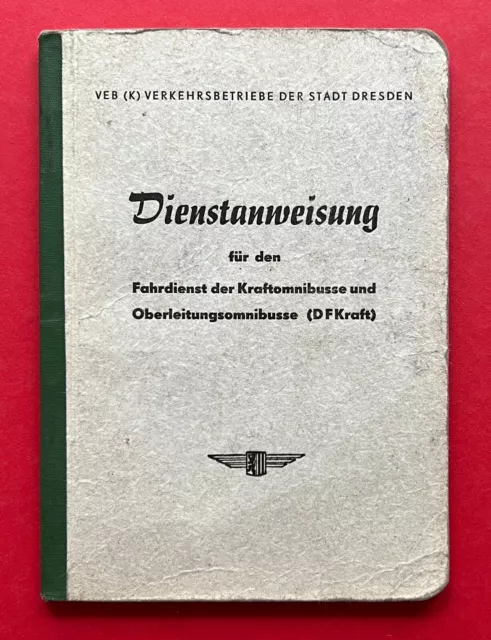 VEB (K) VERKEHRSBETRIEBE DER STADT DRESDEN
Dienstanweisung
für den
Fahrdienst der Kraftomnibusse und
Oberleitungsomnibusse (DFKraft)